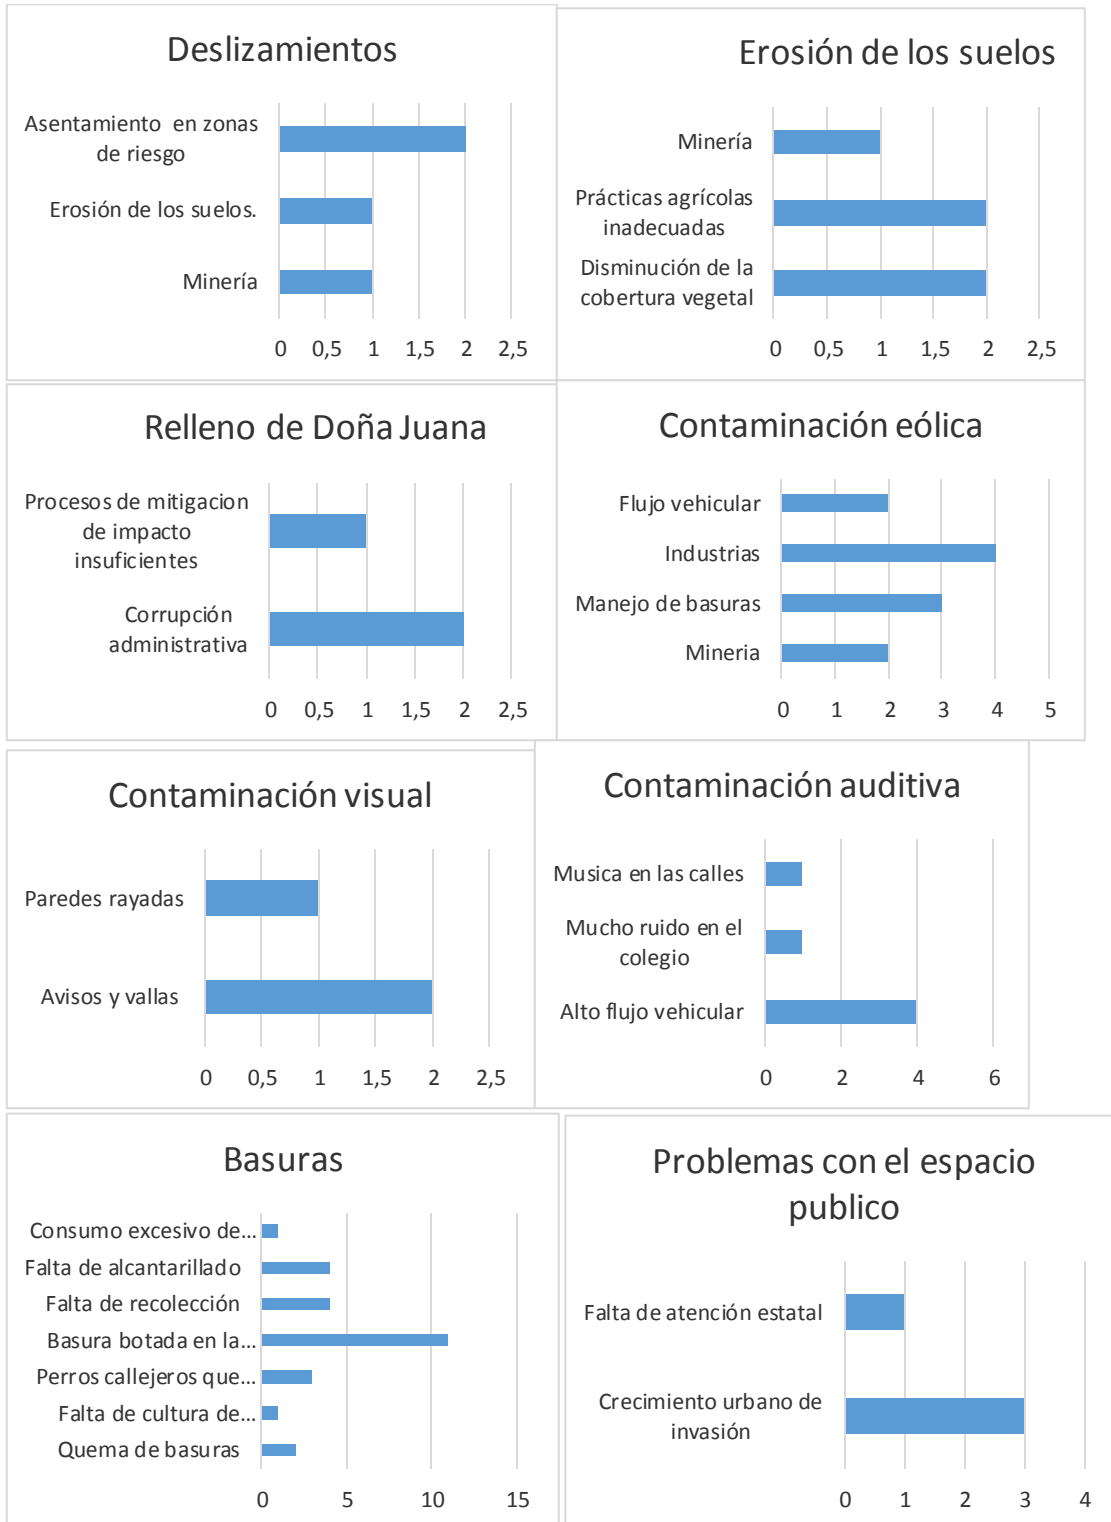 Deslizamientos
Asentamiento en zonas
de riesgo
Erosión de los suelos.
Minería
0 0,5 1 1,5 2 2,5
Erosión de los suelos
Minería
Prácticas agrícolas
inadecuadas
Disminución de la
cobertura vegetal
0 0,5 1 1,5 2 2,5
Relleno de Doña Juana
Procesos de mitigacion
de impacto
insuficientes
Corrupción
administrativa
0 0,5 1 1,5 2 2,5
Contaminación eólica
Flujo vehicular
Industrias
Manejo de basuras
Mineria
0 1 2 3 4 5
Contaminación visual
Paredes rayadas
Avisos y vallas
0 0,5 1 1,5 2 2,5
Contaminación auditiva
Musica en las calles
Mucho ruido en el
colegio
Alto flujo vehicular
0 2 4 6
Basuras
Consumo excesivo de...
Falta de alcantarillado
Falta de recolección
Basura botada en la...
Perros callejeros que...
Falta de cultura de...
Quema de basuras
0 5 10 15
Problemas con el espacio
publico
Falta de atención estatal
Crecimiento urbano de
invasión
0 1 2 3 4